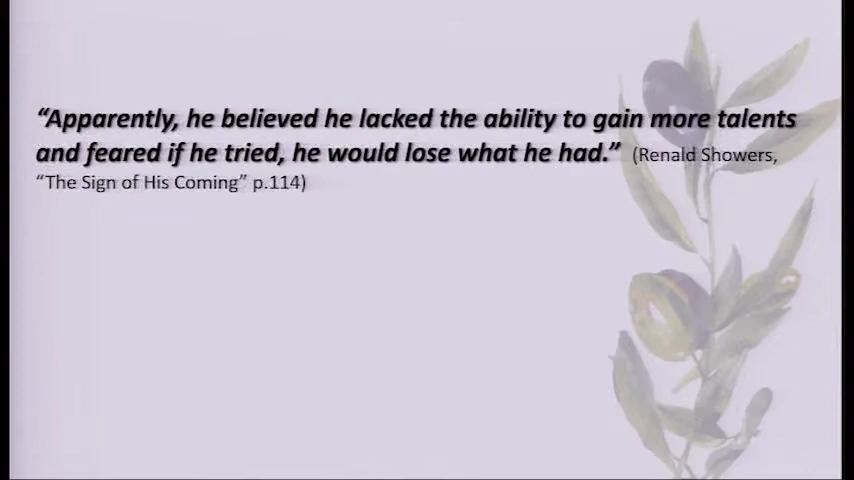 “Apparently, he believed he lacked the ability to gain more talents
and feared if he tried, he would lose what he had.” (Renald Showers,
“The Sign of His Coming” p.114)